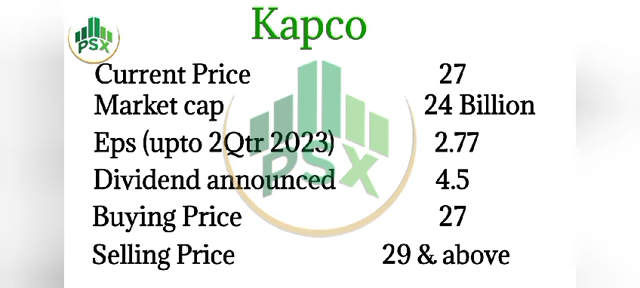 PSX
Kapco
Current Price 27
Market cap 24 Billion
Eps (upto 2Qtr 2023) 2.77
Dividend announced 4.5
Buying Price 27
Selling Price 29 & above
PSX